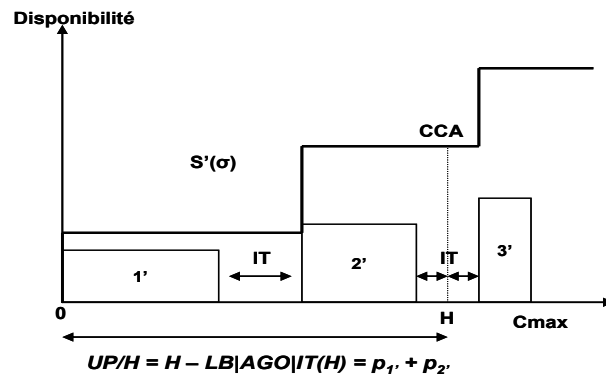 Disponibilité
CCA
S'(σ)
IT
2'
IT
3'
1'
0
H
Cmax
UP/H = H – LB|AGO|IT(H) = p1' + p2'